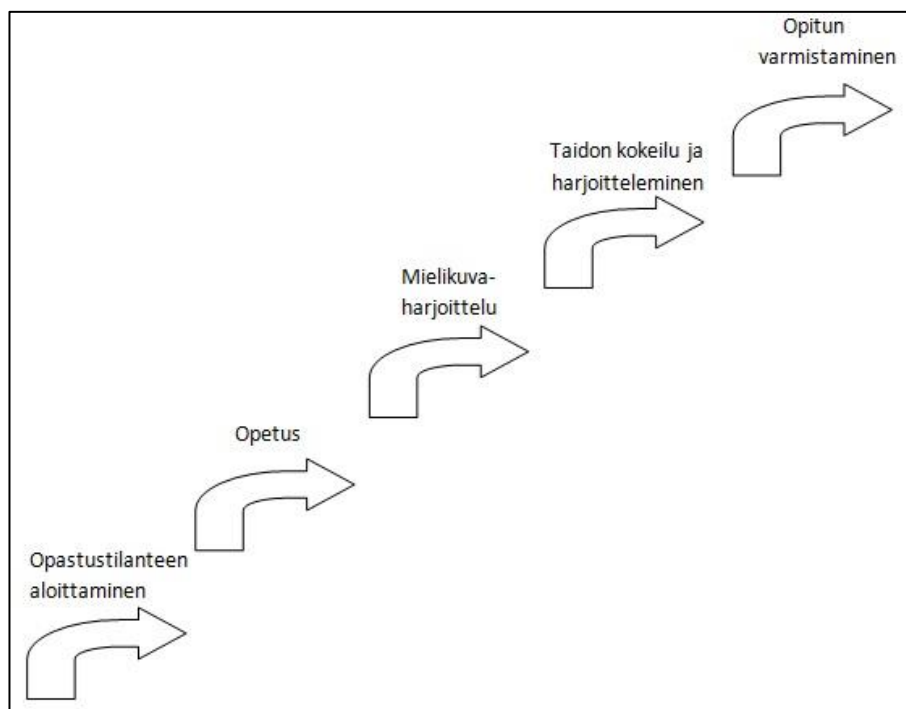 Opitun
varmistaminen
Taidon kokeilu ja
harjoitteleminen
Mielikuva-
harjoittelu
Opetus
Opastustilanteen
aloittaminen